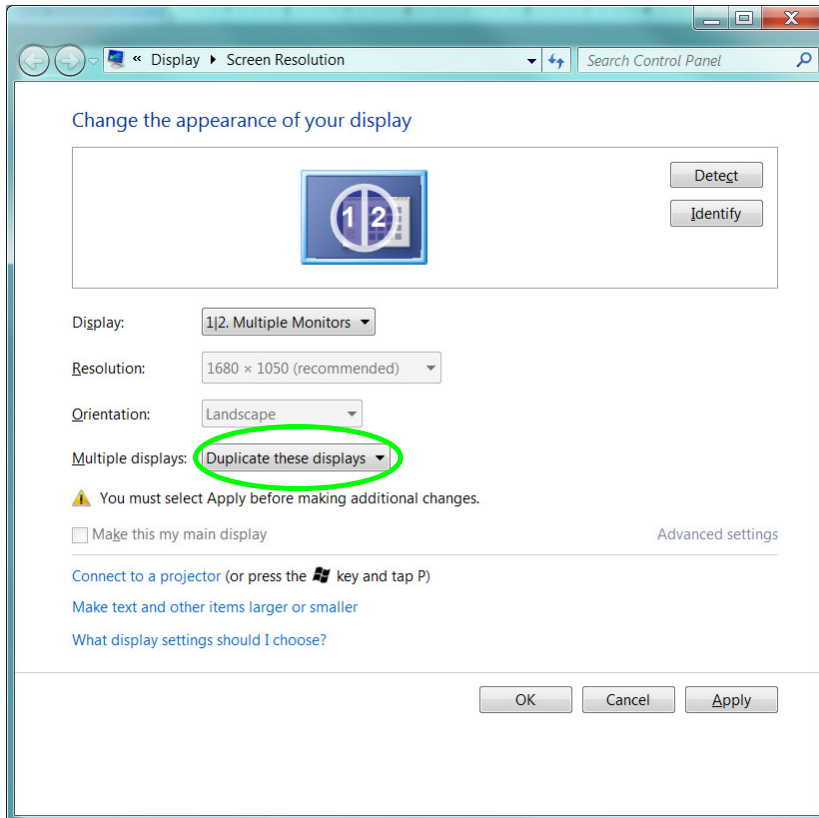 « Display ▸ Screen Resolution Search Control Panel
Change the appearance of your display
1 2
Detect
Identify
Display: 1|2. Multiple Monitors
Resolution: 1680 × 1050 (recommended)
Orientation: Landscape
Multiple displays: Duplicate these displays
You must select Apply before making additional changes.
Make this my main display Advanced settings
Connect to a projector (or press the key and tap P)
Make text and other items larger or smaller
What display settings should I choose?
OK Cancel Apply